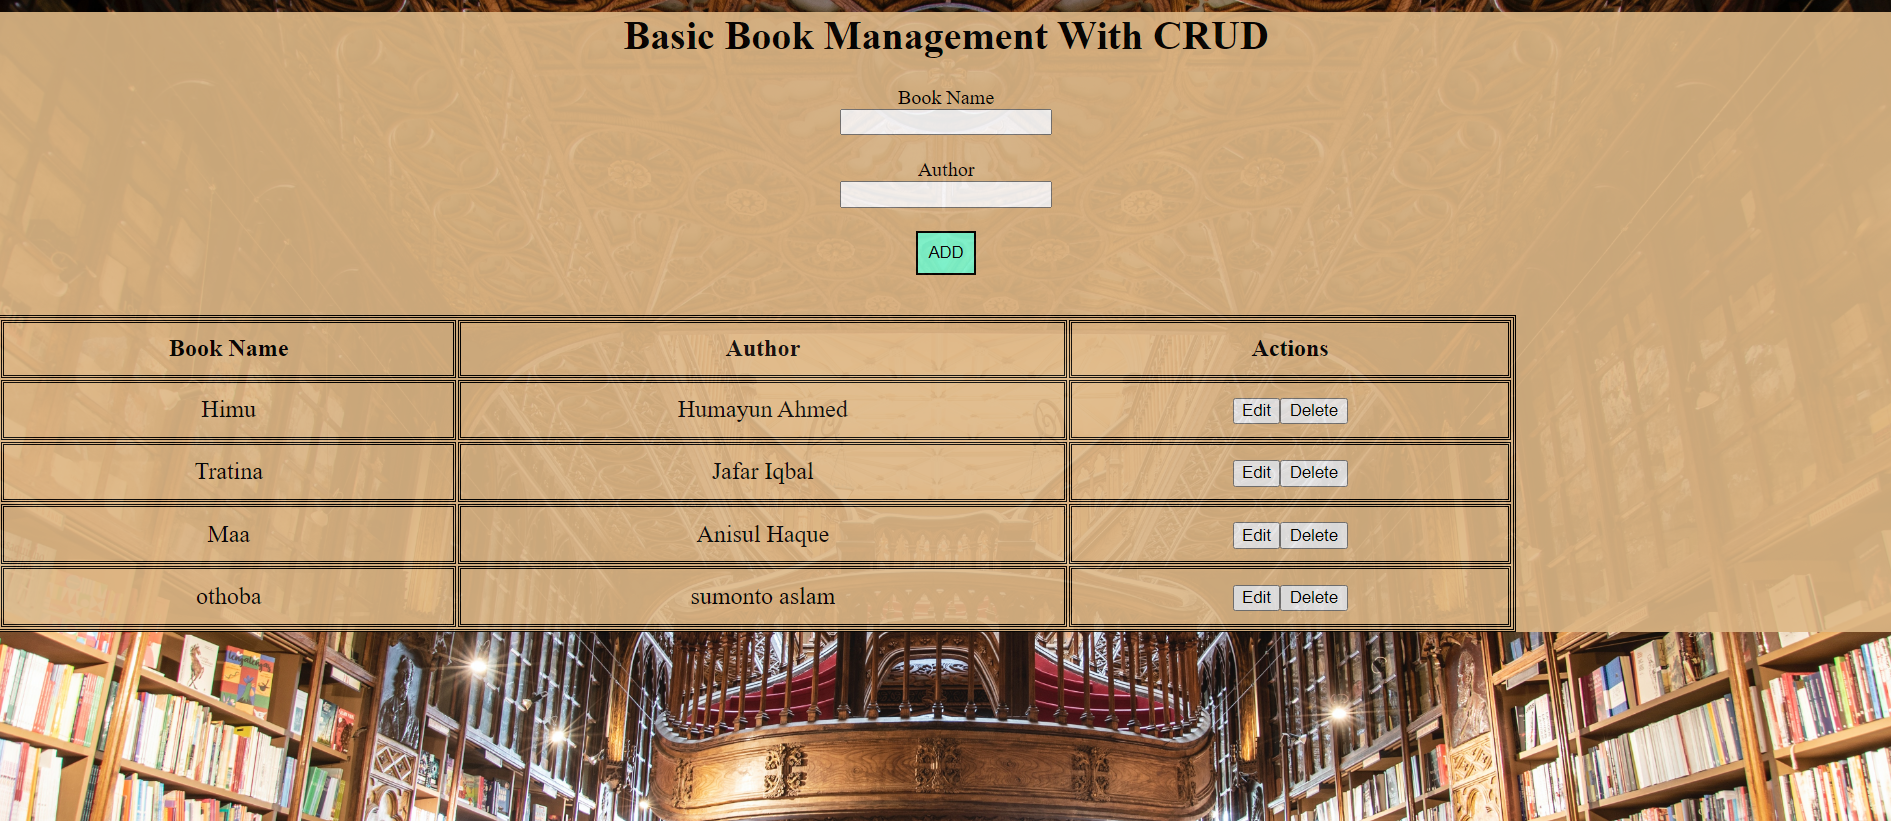 Basic Book Management With CRUD
Book Name
Author
ADD
Book Name Author Actions
Himu Humayun Ahmed Edit Delete
Tratina Jafar Iqbal Edit Delete
Maa Anisul Haque Edit Delete
othoba sumonto aslam Edit Delete